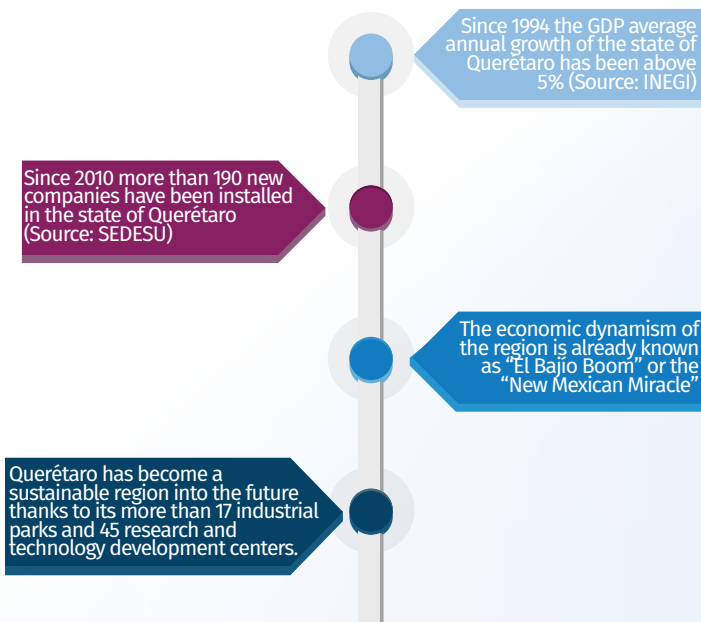 Since 1994 the GDP average
annual growth of the state of
Querétaro has been above
5% (Source: INEGI)
Since 2010 more than 190 new
companies have been installed
in the state of Querétaro
(Source: SEDESU)
The economic dynamism of
the region is already known
as “El Bajío Boom” or the
“New Mexican Miracle”
Querétaro has become a
sustainable region into the future
thanks to its more than 17 industrial
parks and 45 research and
technology development centers.